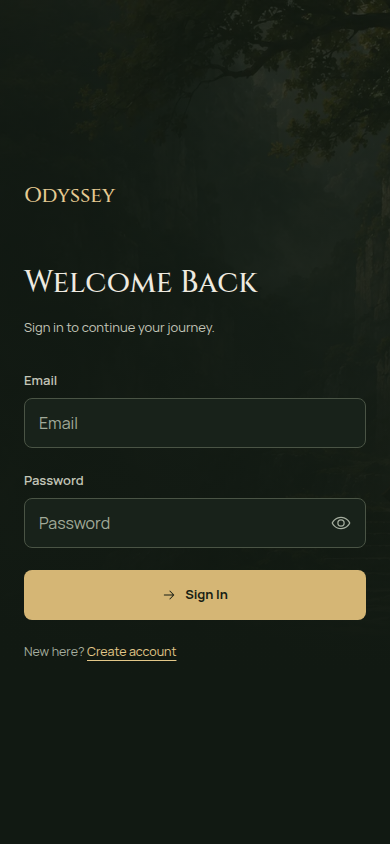 Odyssey
Welcome Back
Sign in to continue your journey.
Email
Email
Password
Password
Sign In
New here? Create account